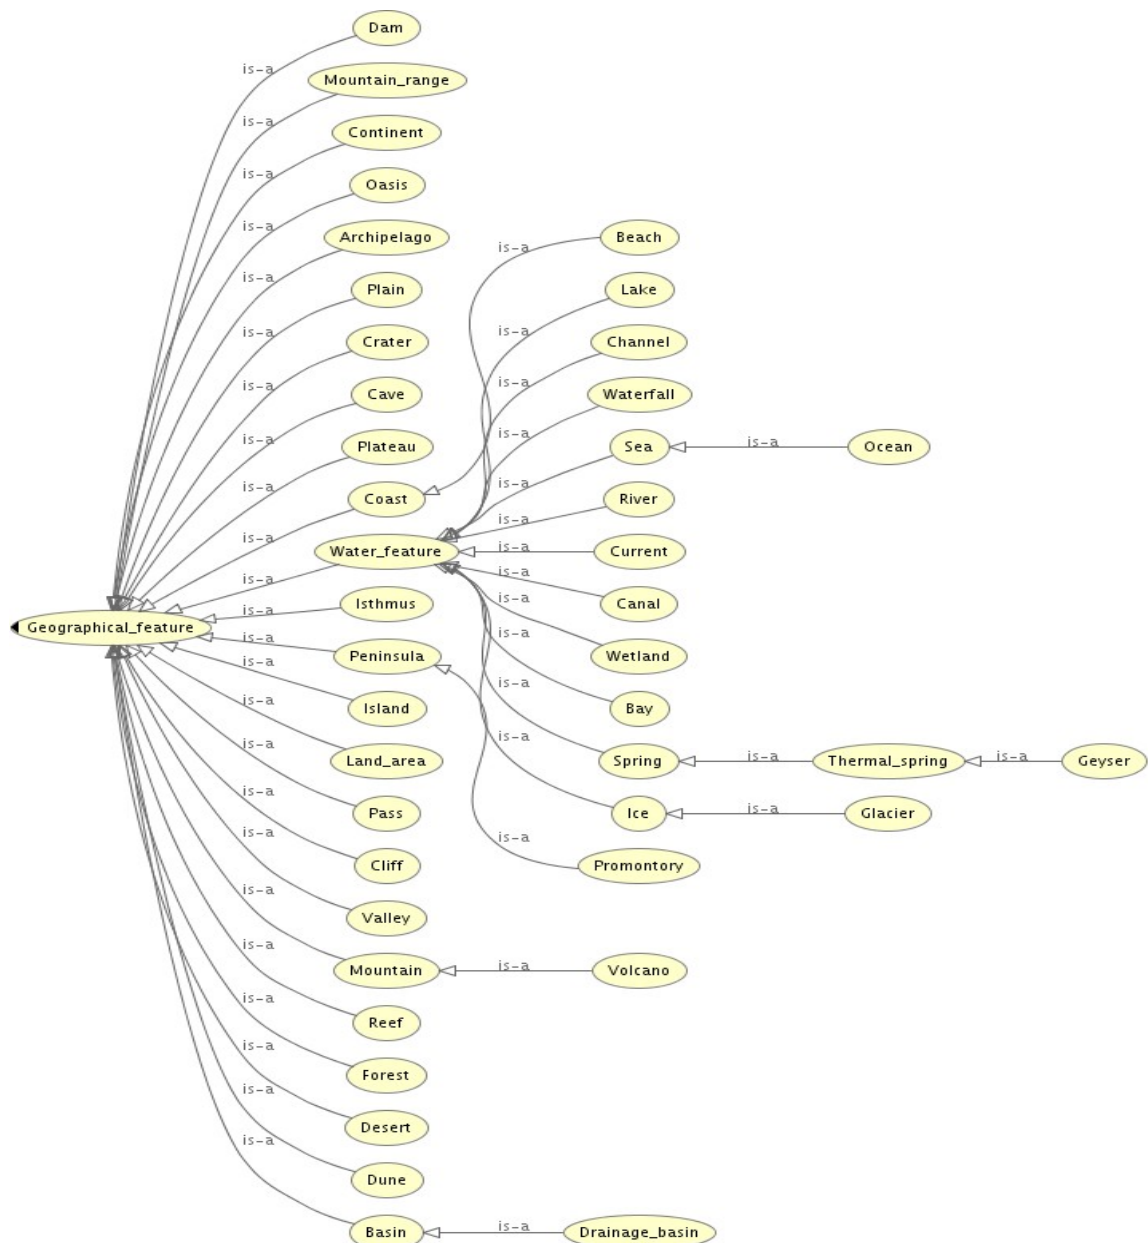 Dam
is-a
Mountain_range
is-a
Continent
is-a
Oasis
is-a
Archipelago
is-a
Plain
is-a
Crater
is-a
Cave
is-a
Plateau
is-a
Coast
is-a
Water_feature
is-a
Isthmus
is-a
Geographical_feature
Peninsula
is-a
Island
is-a
Land_area
is-a
Pass
is-a
Cliff
is-a
Valley
is-a
Mountain
is-a
Reef
is-a
Forest
is-a
Desert
is-a
Dune
is-a
Basin
is-a
Beach
is-a
Lake
is-a
Channel
is-a
Waterfall
is-a
Sea
is-a
River
is-a
Current
is-a
Canal
is-a
Wetland
is-a
Bay
is-a
Spring
is-a
Ice
is-a
Promontory
is-a
Volcano
is-a
Drainage_basin
is-a
Ocean
is-a
Thermal_spring
is-a
Geyser
is-a
Glacier
is-a